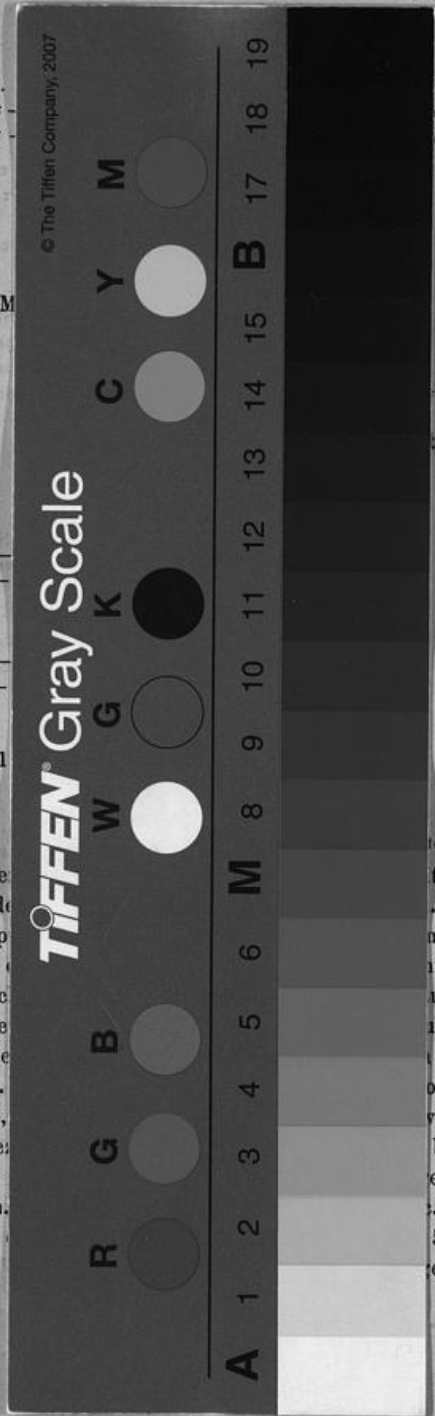 TIFFEN® Gray Scale
© The Tiffen Company, 2007
R G B W G K C Y M
A 1 2 3 4 5 6 M 8 9 10 11 12 13 14 15 B 17 18 19